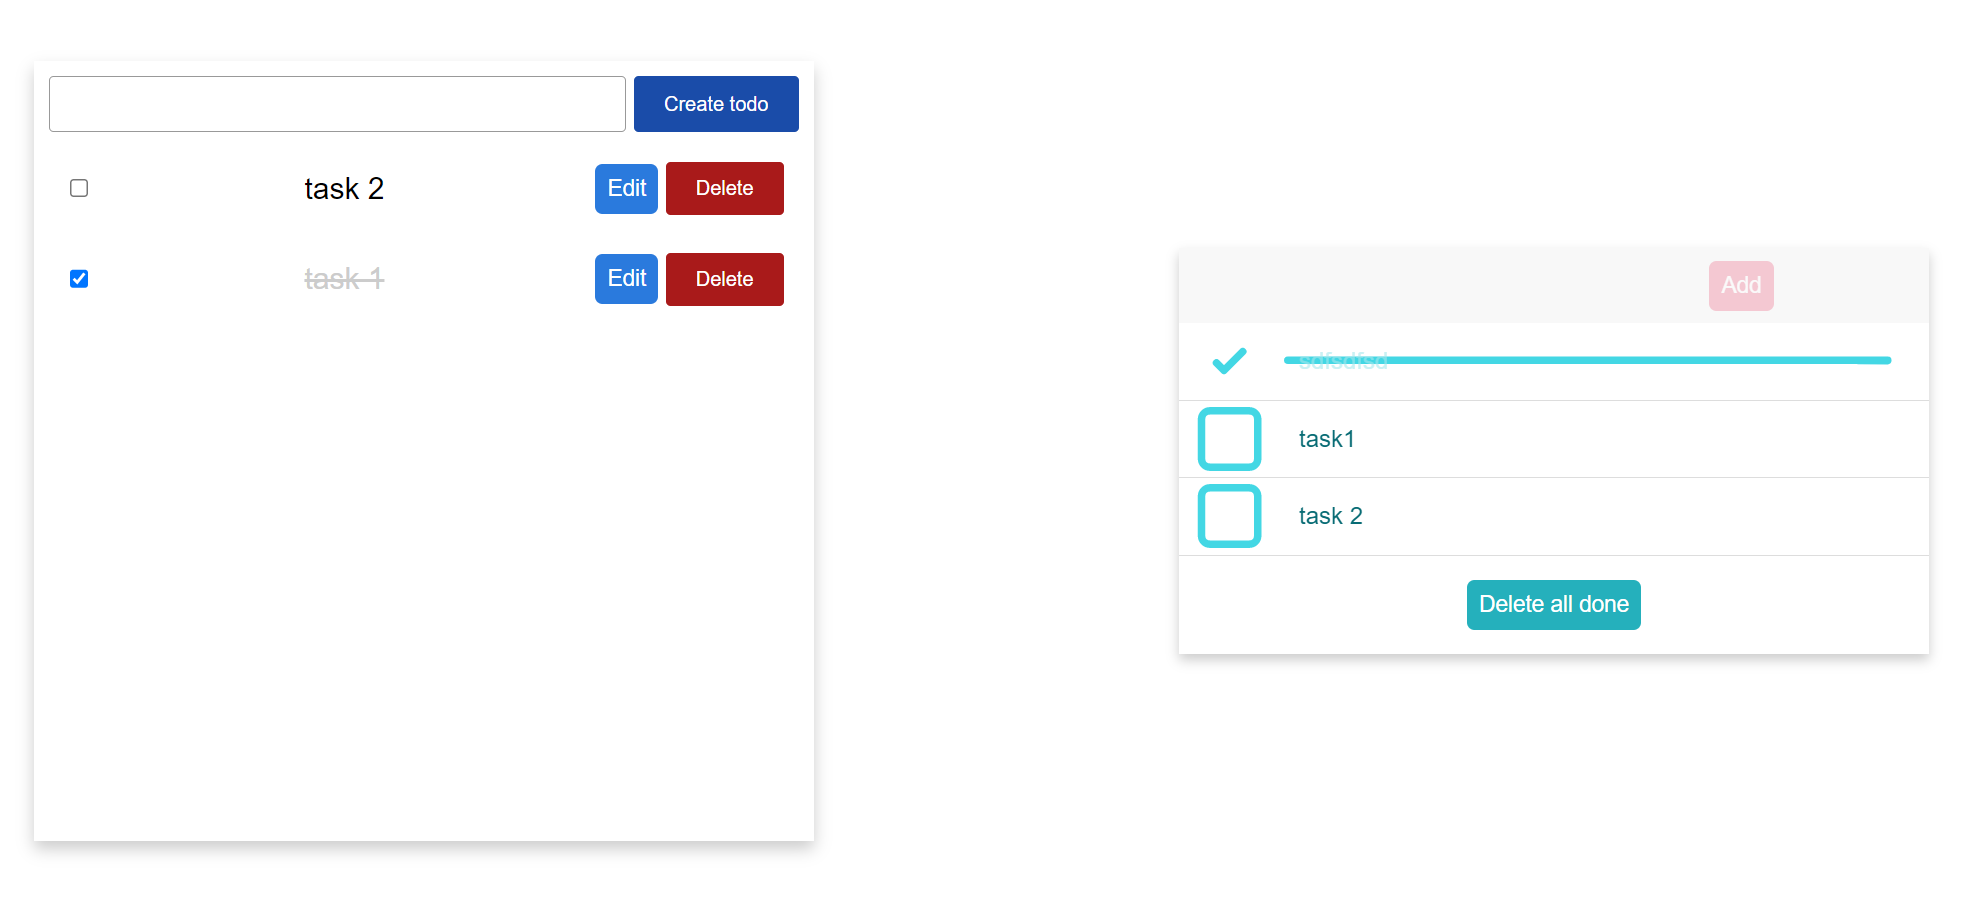 Create todo
task 2 Edit Delete
task 1 Edit Delete
Add
sdfsdfsd
task1
task 2
Delete all done